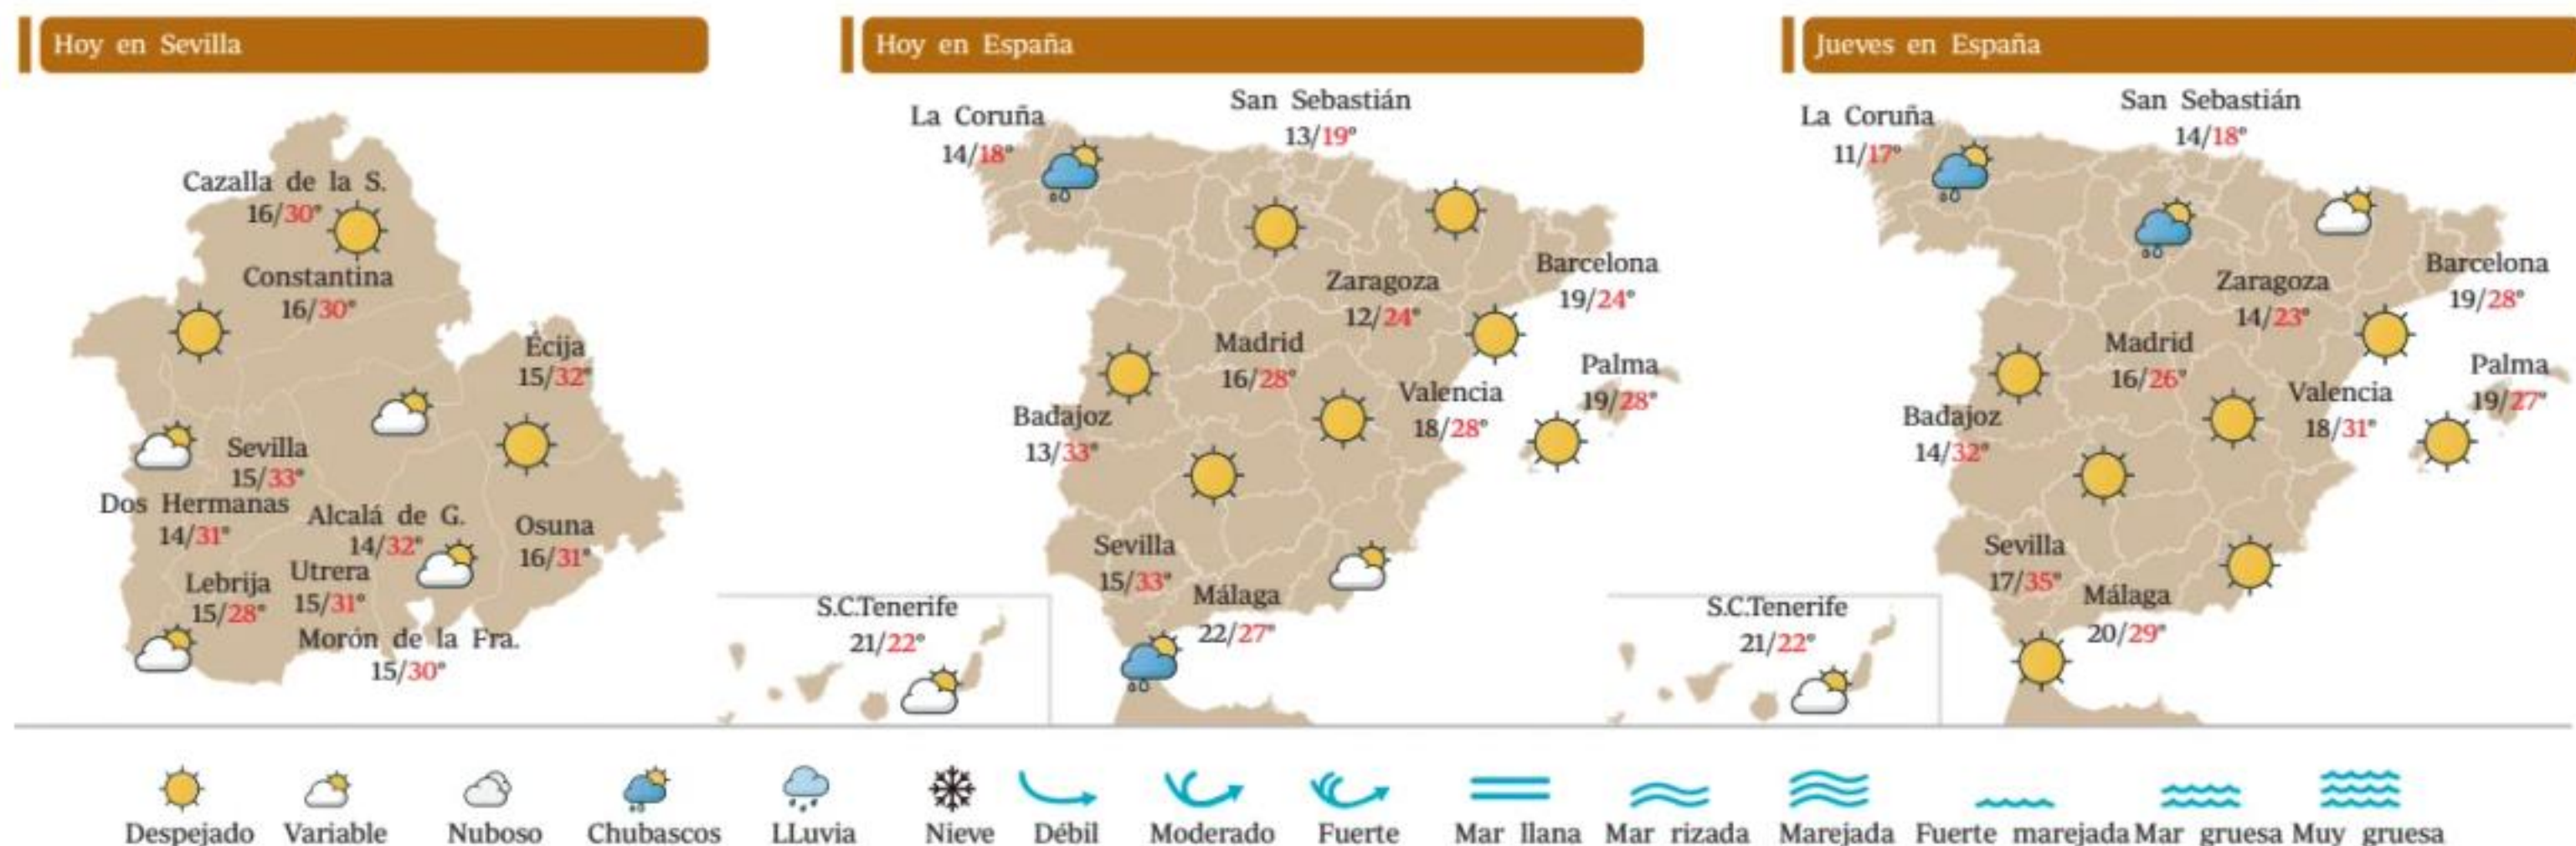 Hoy en Sevilla
Cazalla de la S.
16/30°
Constantina
16/30°
Écija
15/32°
Sevilla
15/33°
Dos Hermanas
14/31°
Alcalá de G.
14/32°
Osuna
16/31°
Lebrija
15/28°
Utrera
15/31°
Morón de la Fra.
15/30°
Hoy en España
La Coruña
14/18°
San Sebastián
13/19°
Barcelona
19/24°
Zaragoza
12/24°
Madrid
16/28°
Palma
19/28°
Valencia
18/28°
Badajoz
13/33°
Sevilla
15/33°
Málaga
22/27°
S.C.Tenerife
21/22°
Jueves en España
La Coruña
11/17°
San Sebastián
14/18°
Barcelona
19/28°
Zaragoza
14/23°
Madrid
16/26°
Palma
19/27°
Valencia
18/31°
Badajoz
14/32°
Sevilla
17/35°
Málaga
20/29°
S.C.Tenerife
21/22°
Despejado Variable Nuboso Chubascos LLuvia Nieve Débil Moderado Fuerte Mar llana Mar rizada Marejada Fuerte marejada Mar gruesa Muy gruesa